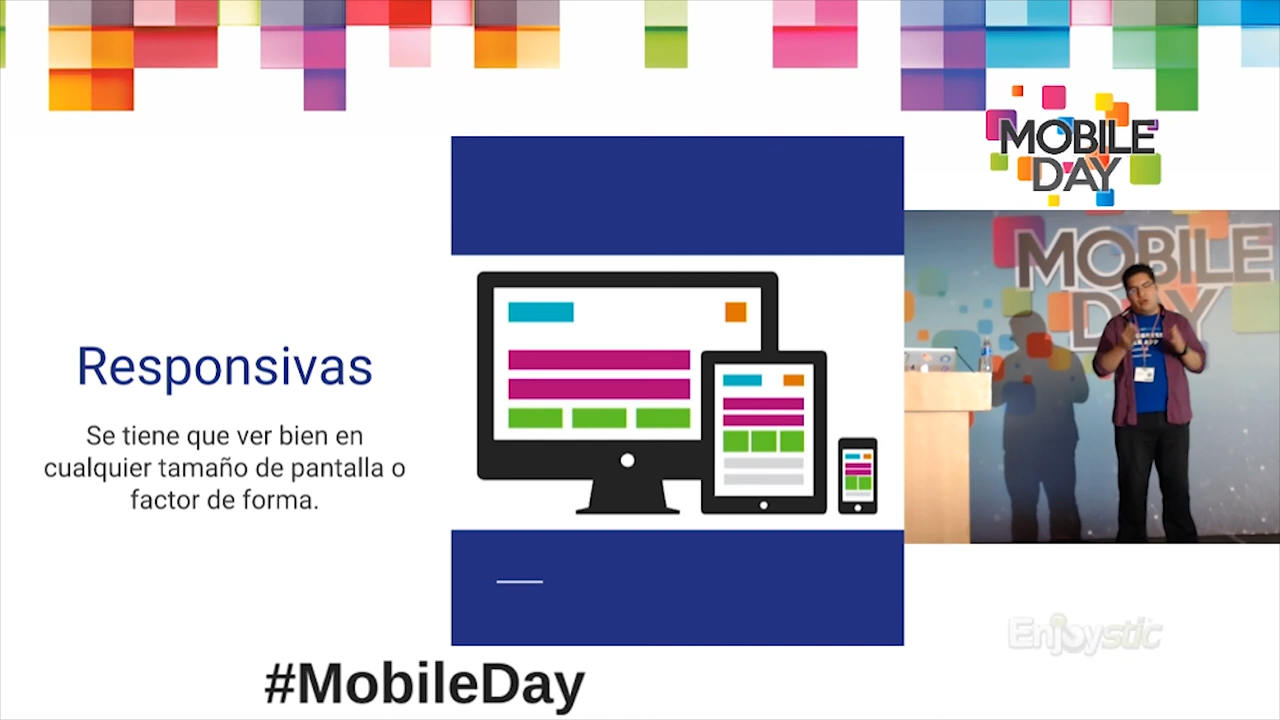 Responsivas
Se tiene que ver bien en
cualquier tamaño de pantalla o
factor de forma.
#MobileDay
MOBILE
DAY
MOBILE
DAY
Enjoystic